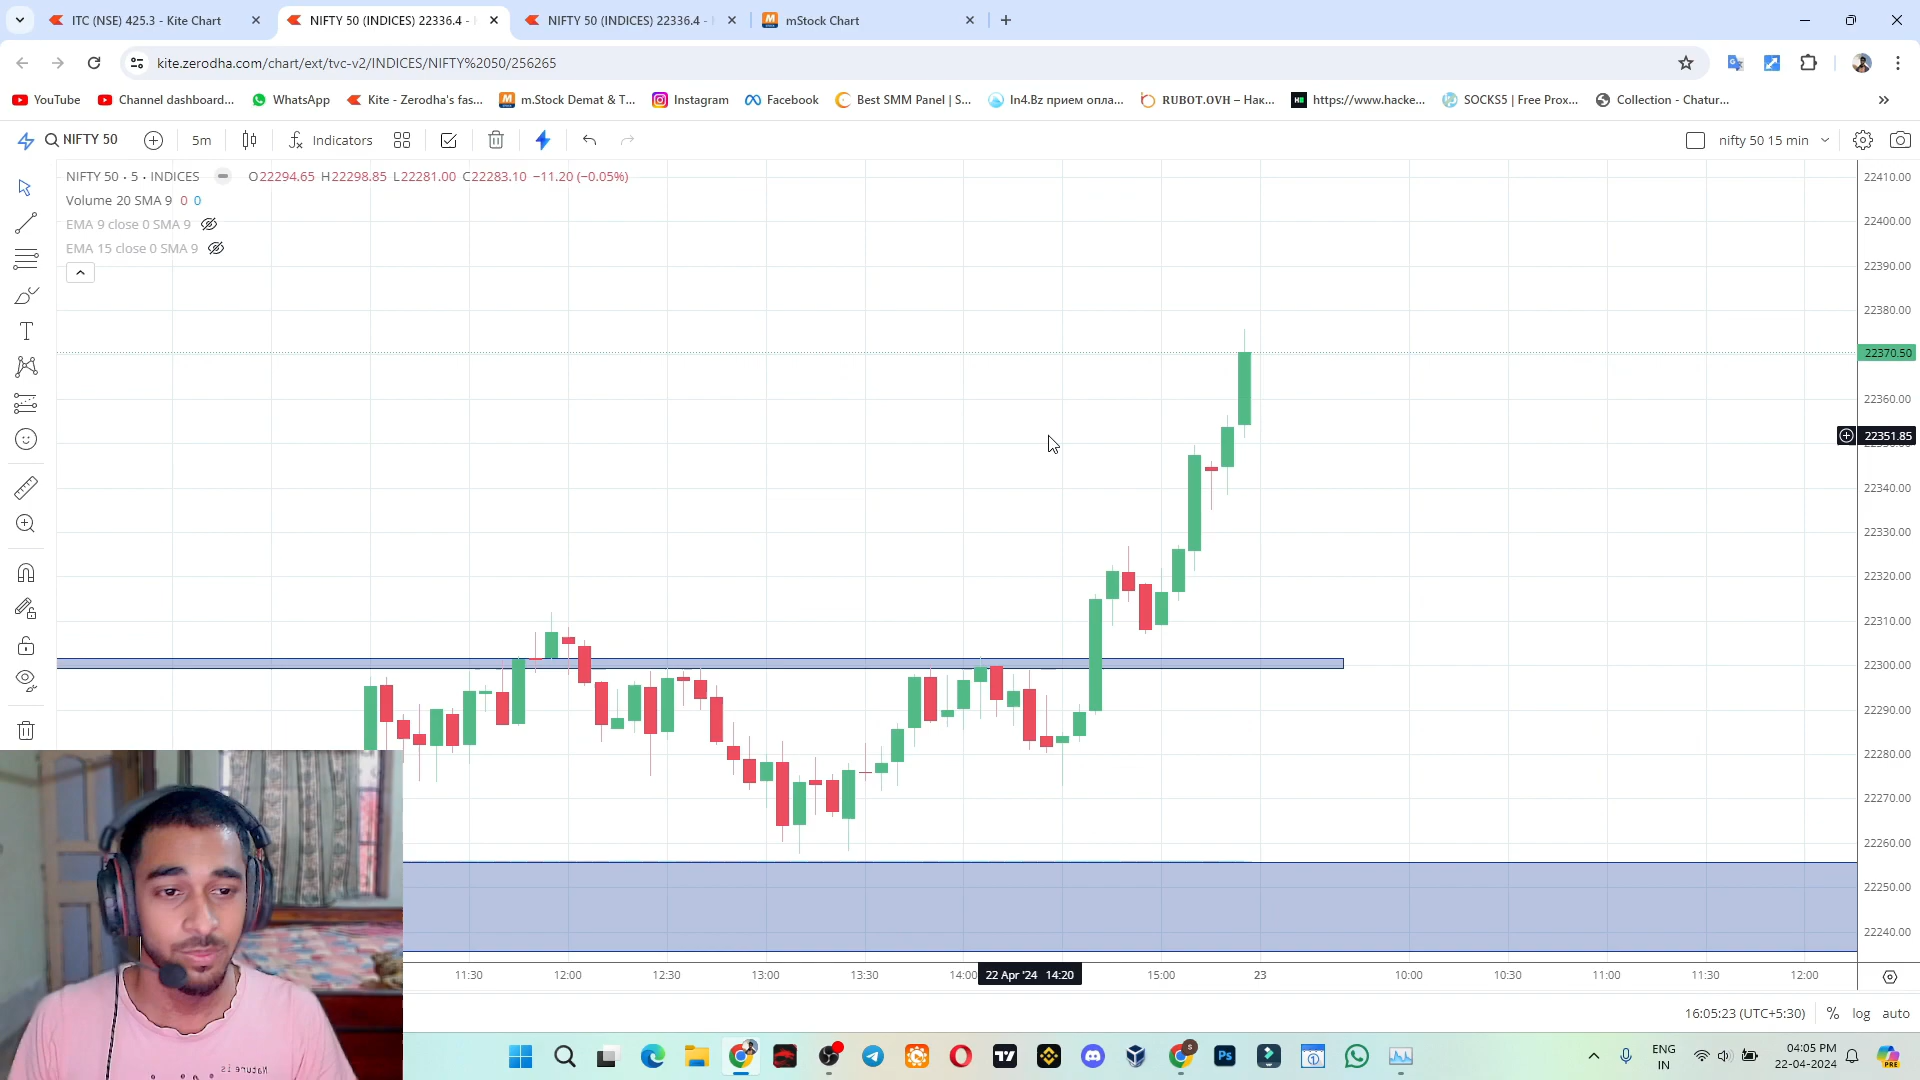 ITC (NSE) 425.3 - Kite Chart
NIFTY 50 (INDICES) 22336.4 -
NIFTY 50 (INDICES) 22336.4 -
mStock Chart
kite.zerodha.com/chart/ext/tvc-v2/INDICES/NIFTY%2050/256265
YouTube
Channel dashboard...
WhatsApp
Kite - Zerodha's fas...
m.Stock Demat & T...
Instagram
Facebook
Best SMM Panel | S...
In4.Bz прием опла...
RUBOT.OVH – Нак...
https://www.hacke...
SOCKS5 | Free Prox...
Collection - Chatur...
NIFTY 50
5m
Indicators
nifty 50 15 min
NIFTY 50 • 5 • INDICES O22294.65 H22298.85 L22281.00 C22283.10 −11.20 (−0.05%)
Volume 20 SMA 9 0 0
EMA 9 close 0 SMA 9
EMA 15 close 0 SMA 9
22410.00
22400.00
22390.00
22380.00
22370.50
22360.00
22351.85
22340.00
22330.00
22320.00
22310.00
22300.00
22290.00
22280.00
22270.00
22260.00
22250.00
22240.00
11:30
12:00
12:30
13:00
13:30
14:00
22 Apr '24 14:20
15:00
23
10:00
10:30
11:00
11:30
12:00
16:05:23 (UTC+5:30)
%
log
auto
ENG
IN
04:05 PM
22-04-2024